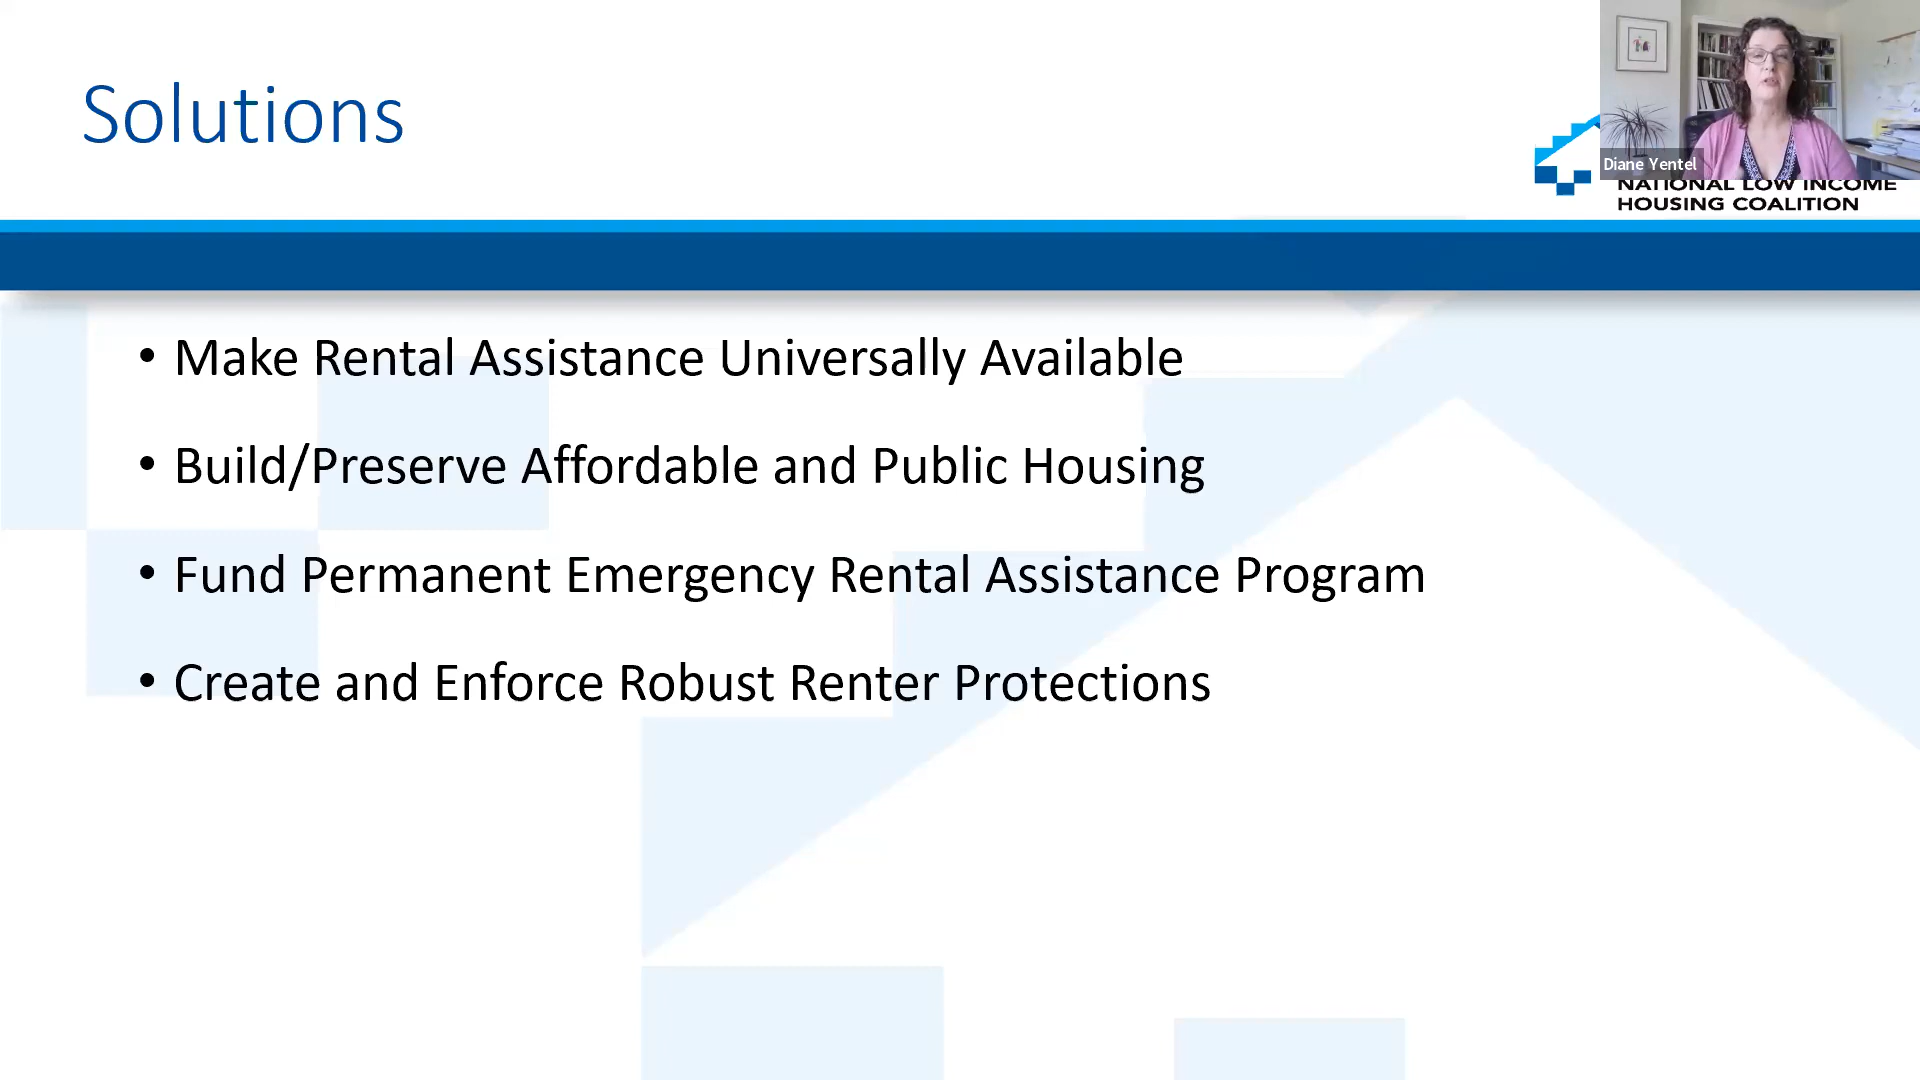 Solutions
Diane Yentel
NATIONAL LOW INCOME
HOUSING COALITION
• Make Rental Assistance Universally Available
• Build/Preserve Affordable and Public Housing
• Fund Permanent Emergency Rental Assistance Program
• Create and Enforce Robust Renter Protections